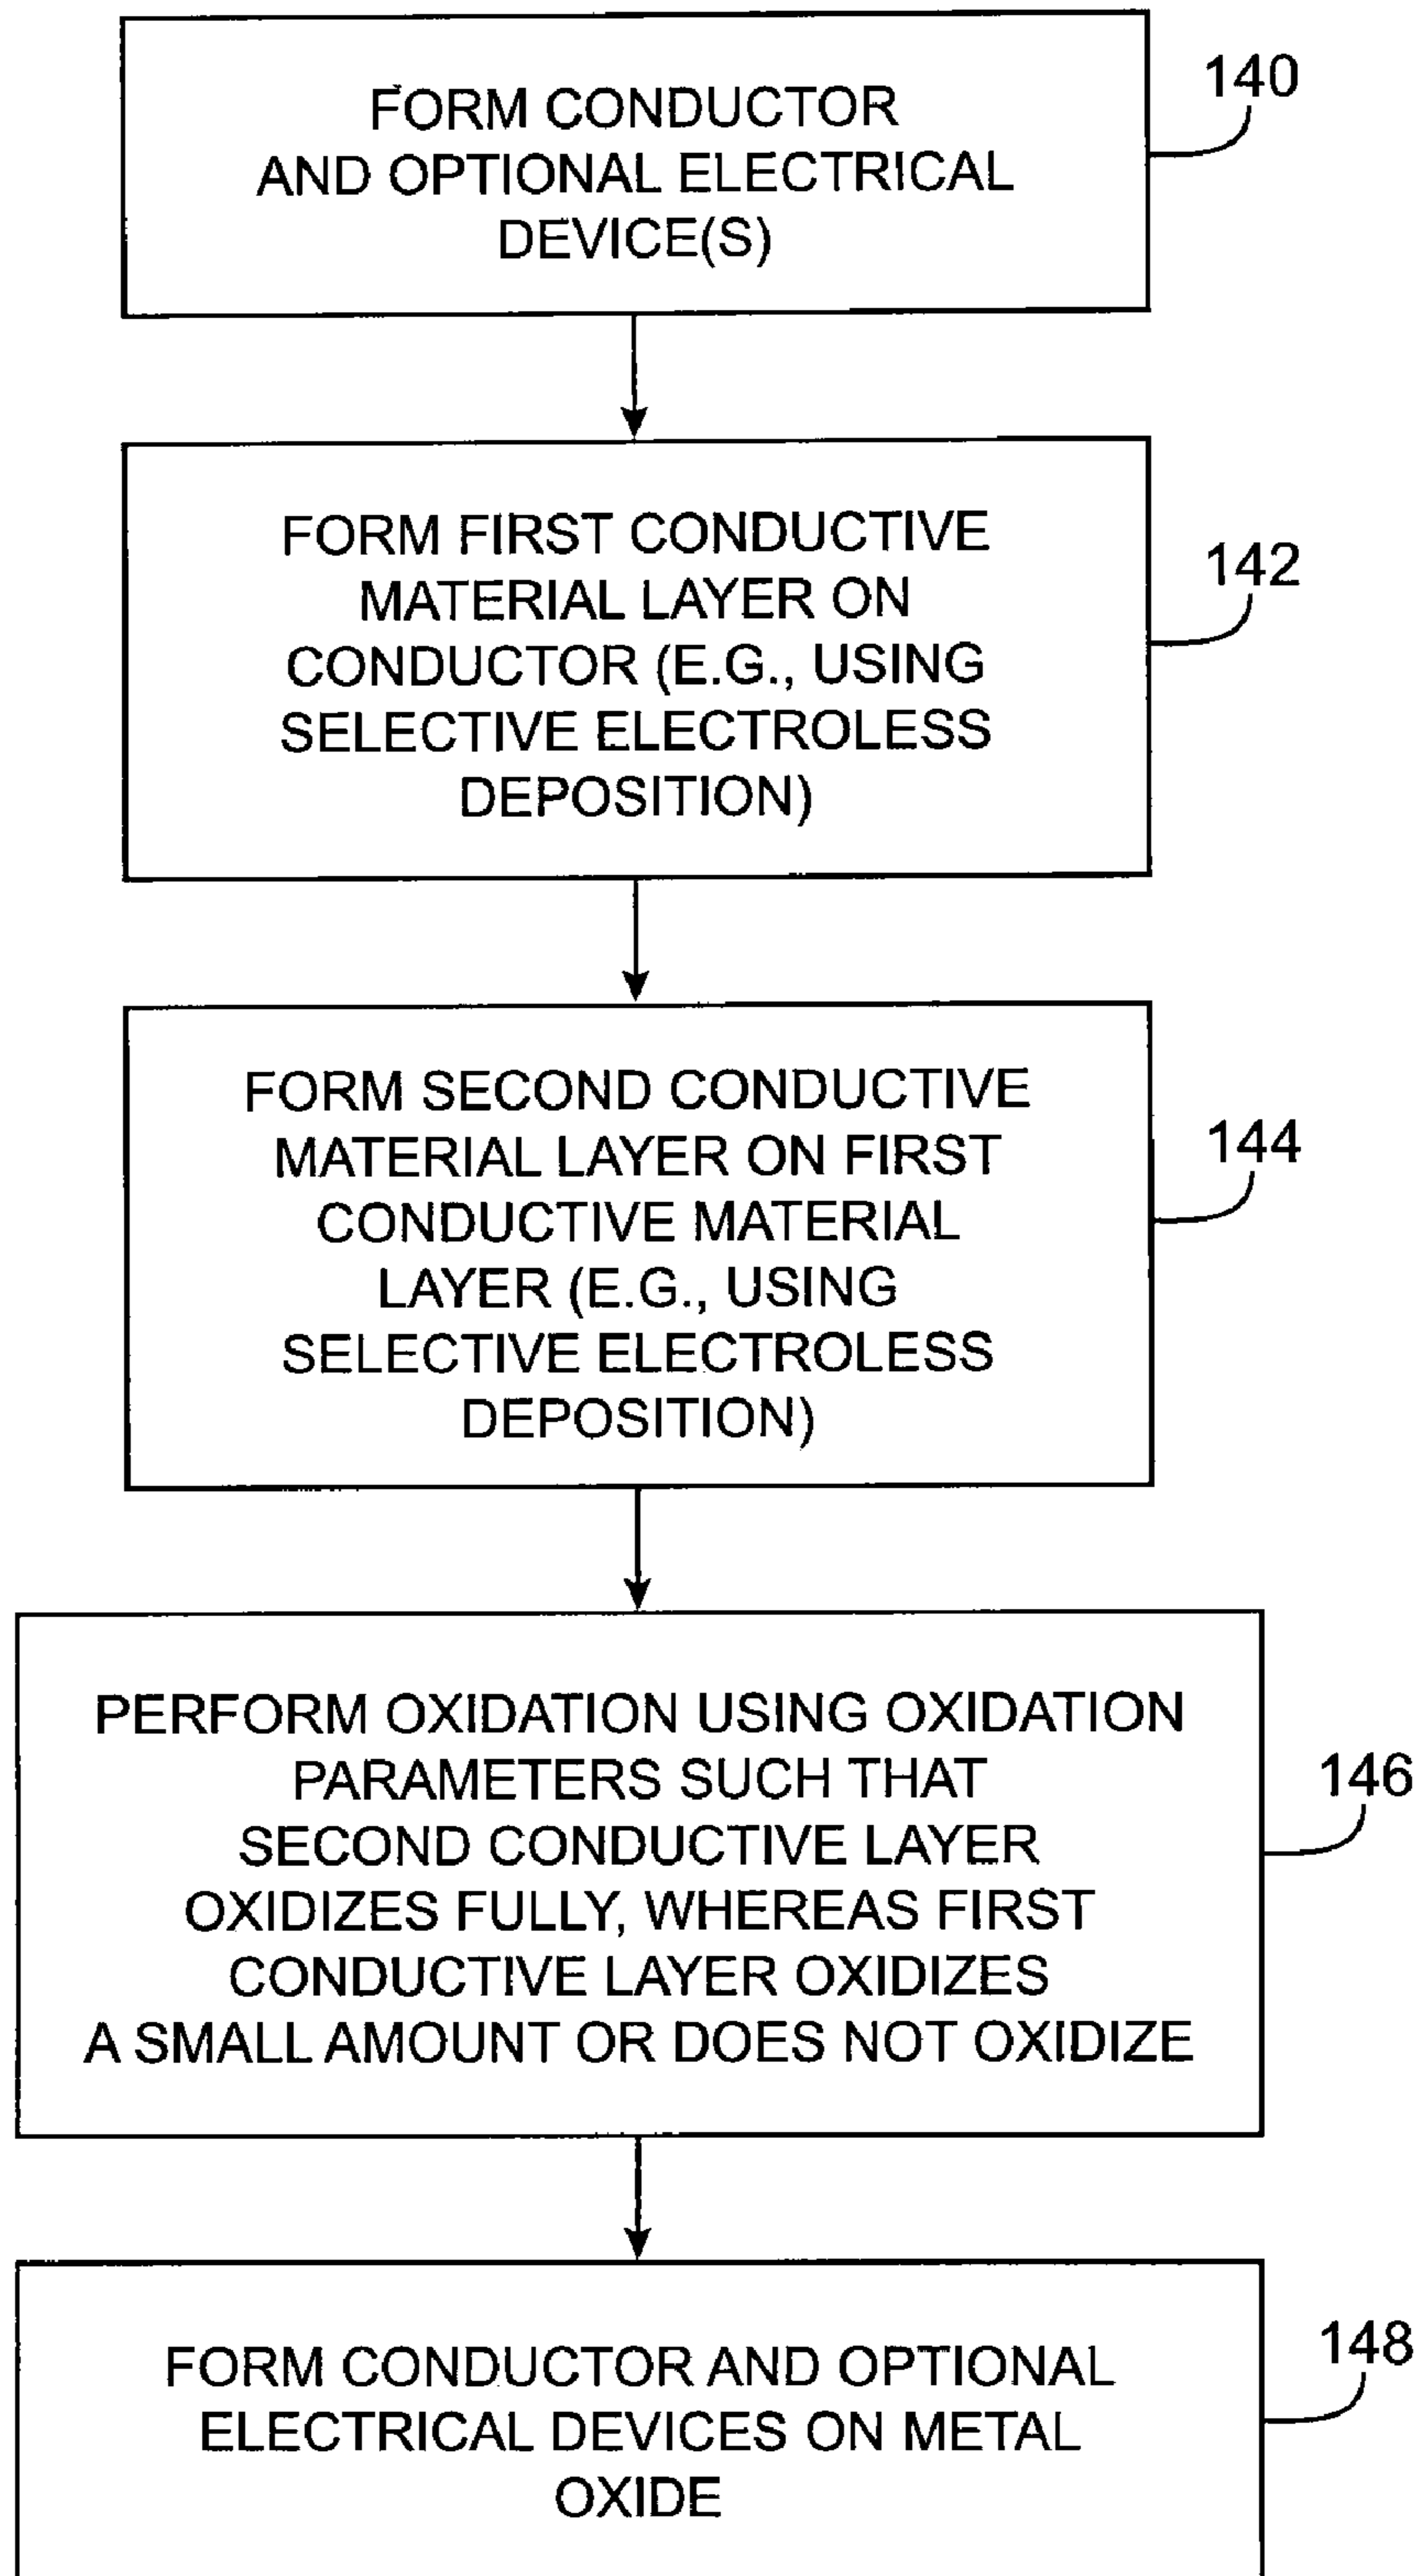 FORM CONDUCTOR
AND OPTIONAL ELECTRICAL
DEVICE(S)
140
FORM FIRST CONDUCTIVE
MATERIAL LAYER ON
CONDUCTOR (E.G., USING
SELECTIVE ELECTROLESS
DEPOSITION)
142
FORM SECOND CONDUCTIVE
MATERIAL LAYER ON FIRST
CONDUCTIVE MATERIAL
LAYER (E.G., USING
SELECTIVE ELECTROLESS
DEPOSITION)
144
PERFORM OXIDATION USING OXIDATION
PARAMETERS SUCH THAT
SECOND CONDUCTIVE LAYER
OXIDIZES FULLY, WHEREAS FIRST
CONDUCTIVE LAYER OXIDIZES
A SMALL AMOUNT OR DOES NOT OXIDIZE
146
FORM CONDUCTOR AND OPTIONAL
ELECTRICAL DEVICES ON METAL
OXIDE
148